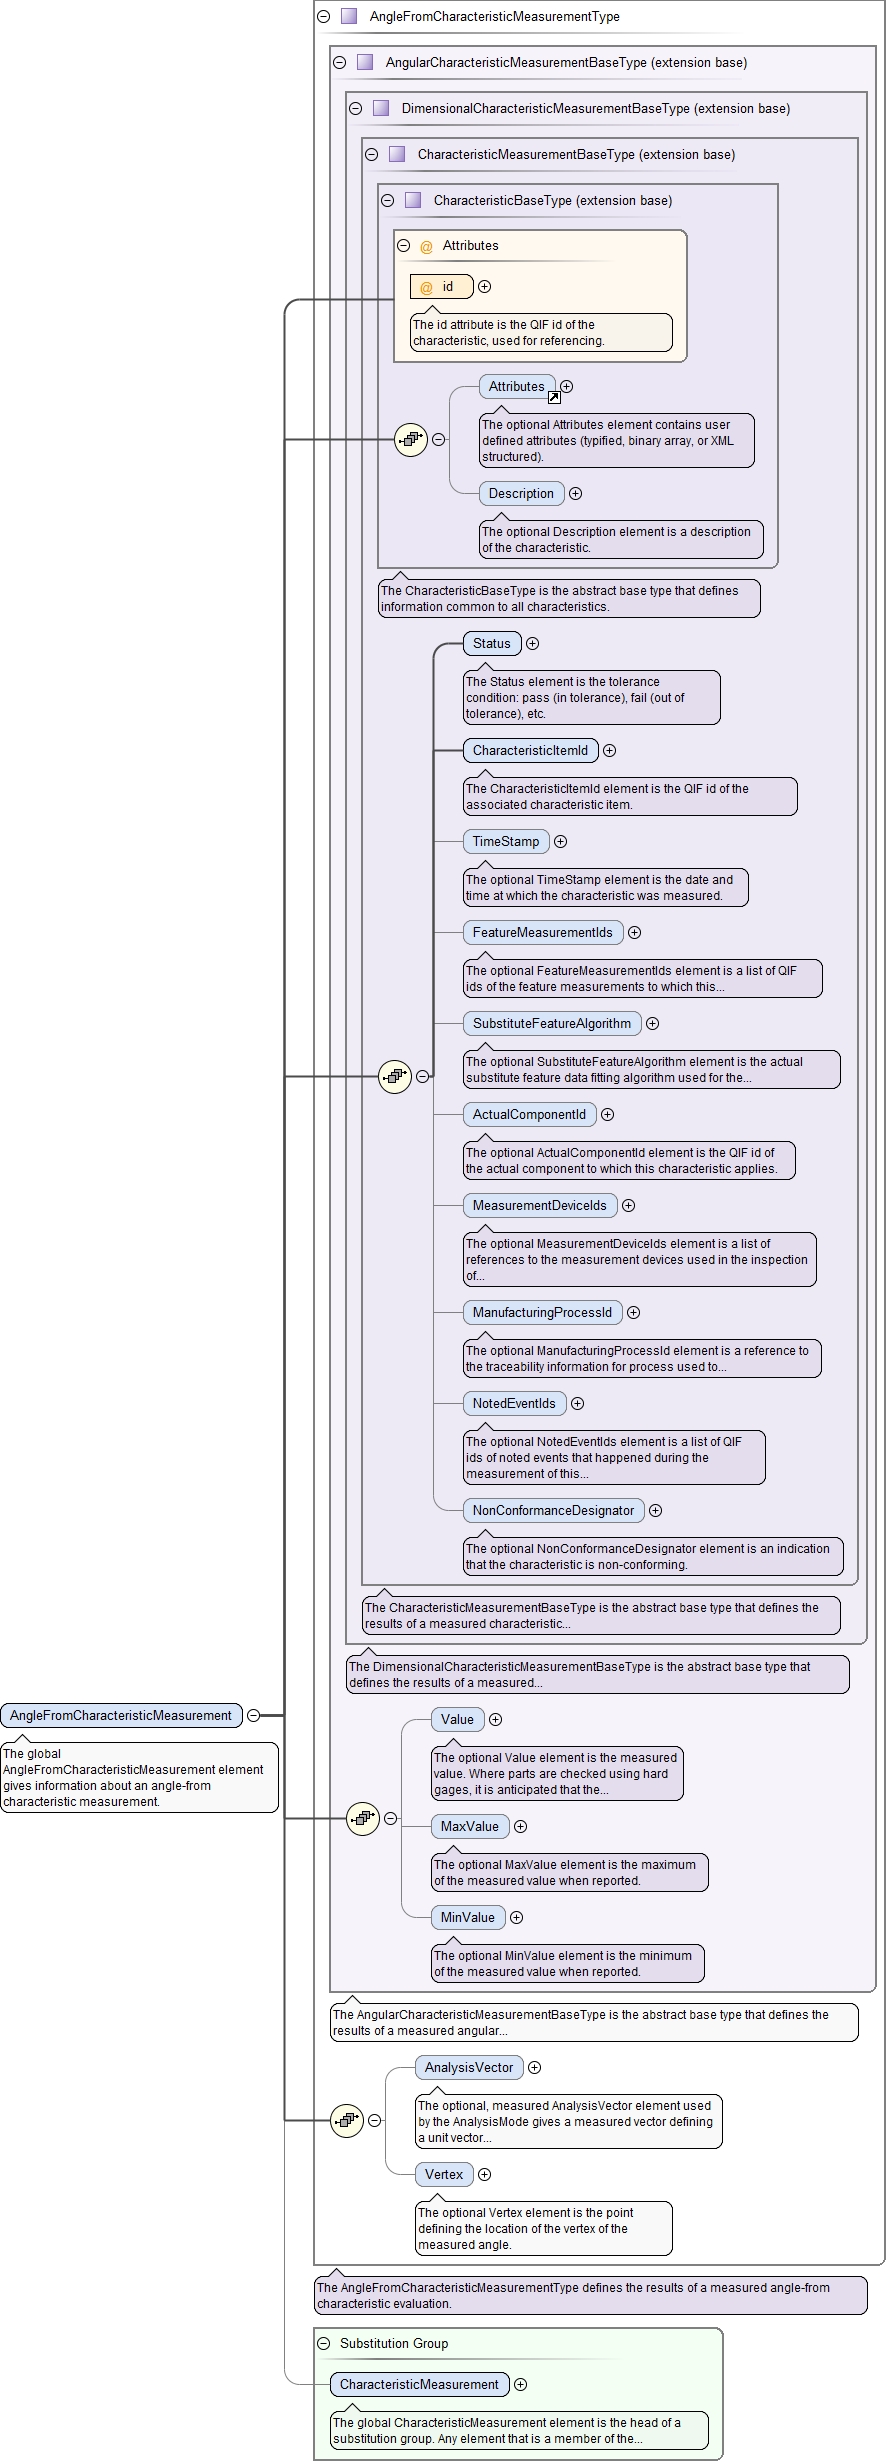 AngleFromCharacteristicMeasurementType
AngularCharacteristicMeasurementBaseType (extension base)
DimensionalCharacteristicMeasurementBaseType (extension base)
CharacteristicMeasurementBaseType (extension base)
CharacteristicBaseType (extension base)
@ Attributes
@ id
The id attribute is the QIF id of the
characteristic, used for referencing.
Attributes
The optional Attributes element contains user
defined attributes (typified, binary array, or XML
structured).
Description
The optional Description element is a description
of the characteristic.
The CharacteristicBaseType is the abstract base type that defines
information common to all characteristics.
Status
The Status element is the tolerance
condition: pass (in tolerance), fail (out of
tolerance), etc.
CharacteristicItemId
The CharacteristicItemId element is the QIF id of the
associated characteristic item.
TimeStamp
The optional TimeStamp element is the date and
time at which the characteristic was measured.
FeatureMeasurementIds
The optional FeatureMeasurementIds element is a list of QIF
ids of the feature measurements to which this...
SubstituteFeatureAlgorithm
The optional SubstituteFeatureAlgorithm element is the actual
substitute feature data fitting algorithm used for the...
ActualComponentId
The optional ActualComponentId element is the QIF id of
the actual component to which this characteristic applies.
MeasurementDeviceIds
The optional MeasurementDeviceIds element is a list of
references to the measurement devices used in the inspection
of...
ManufacturingProcessId
The optional ManufacturingProcessId element is a reference to
the traceability information for process used to...
NotedEventIds
The optional NotedEventIds element is a list of QIF
ids of noted events that happened during the
measurement of this...
NonConformanceDesignator
The optional NonConformanceDesignator element is an indication
that the characteristic is non-conforming.
The CharacteristicMeasurementBaseType is the abstract base type that defines the
results of a measured characteristic...
The DimensionalCharacteristicMeasurementBaseType is the abstract base type that
defines the results of a measured...
AngleFromCharacteristicMeasurement
The global
AngleFromCharacteristicMeasurement element
gives information about an angle-from
characteristic measurement.
Value
The optional Value element is the measured
value. Where parts are checked using hard
gages, it is anticipated that the...
MaxValue
The optional MaxValue element is the maximum
of the measured value when reported.
MinValue
The optional MinValue element is the minimum
of the measured value when reported.
The AngularCharacteristicMeasurementBaseType is the abstract base type that defines the
results of a measured angular...
AnalysisVector
The optional, measured AnalysisVector element used
by the AnalysisMode gives a measured vector defining
a unit vector...
Vertex
The optional Vertex element is the point
defining the location of the vertex of the
measured angle.
The AngleFromCharacteristicMeasurementType defines the results of a measured angle-from
characteristic evaluation.
Substitution Group
CharacteristicMeasurement
The global CharacteristicMeasurement element is the head of a
substitution group. Any element that is a member of the...